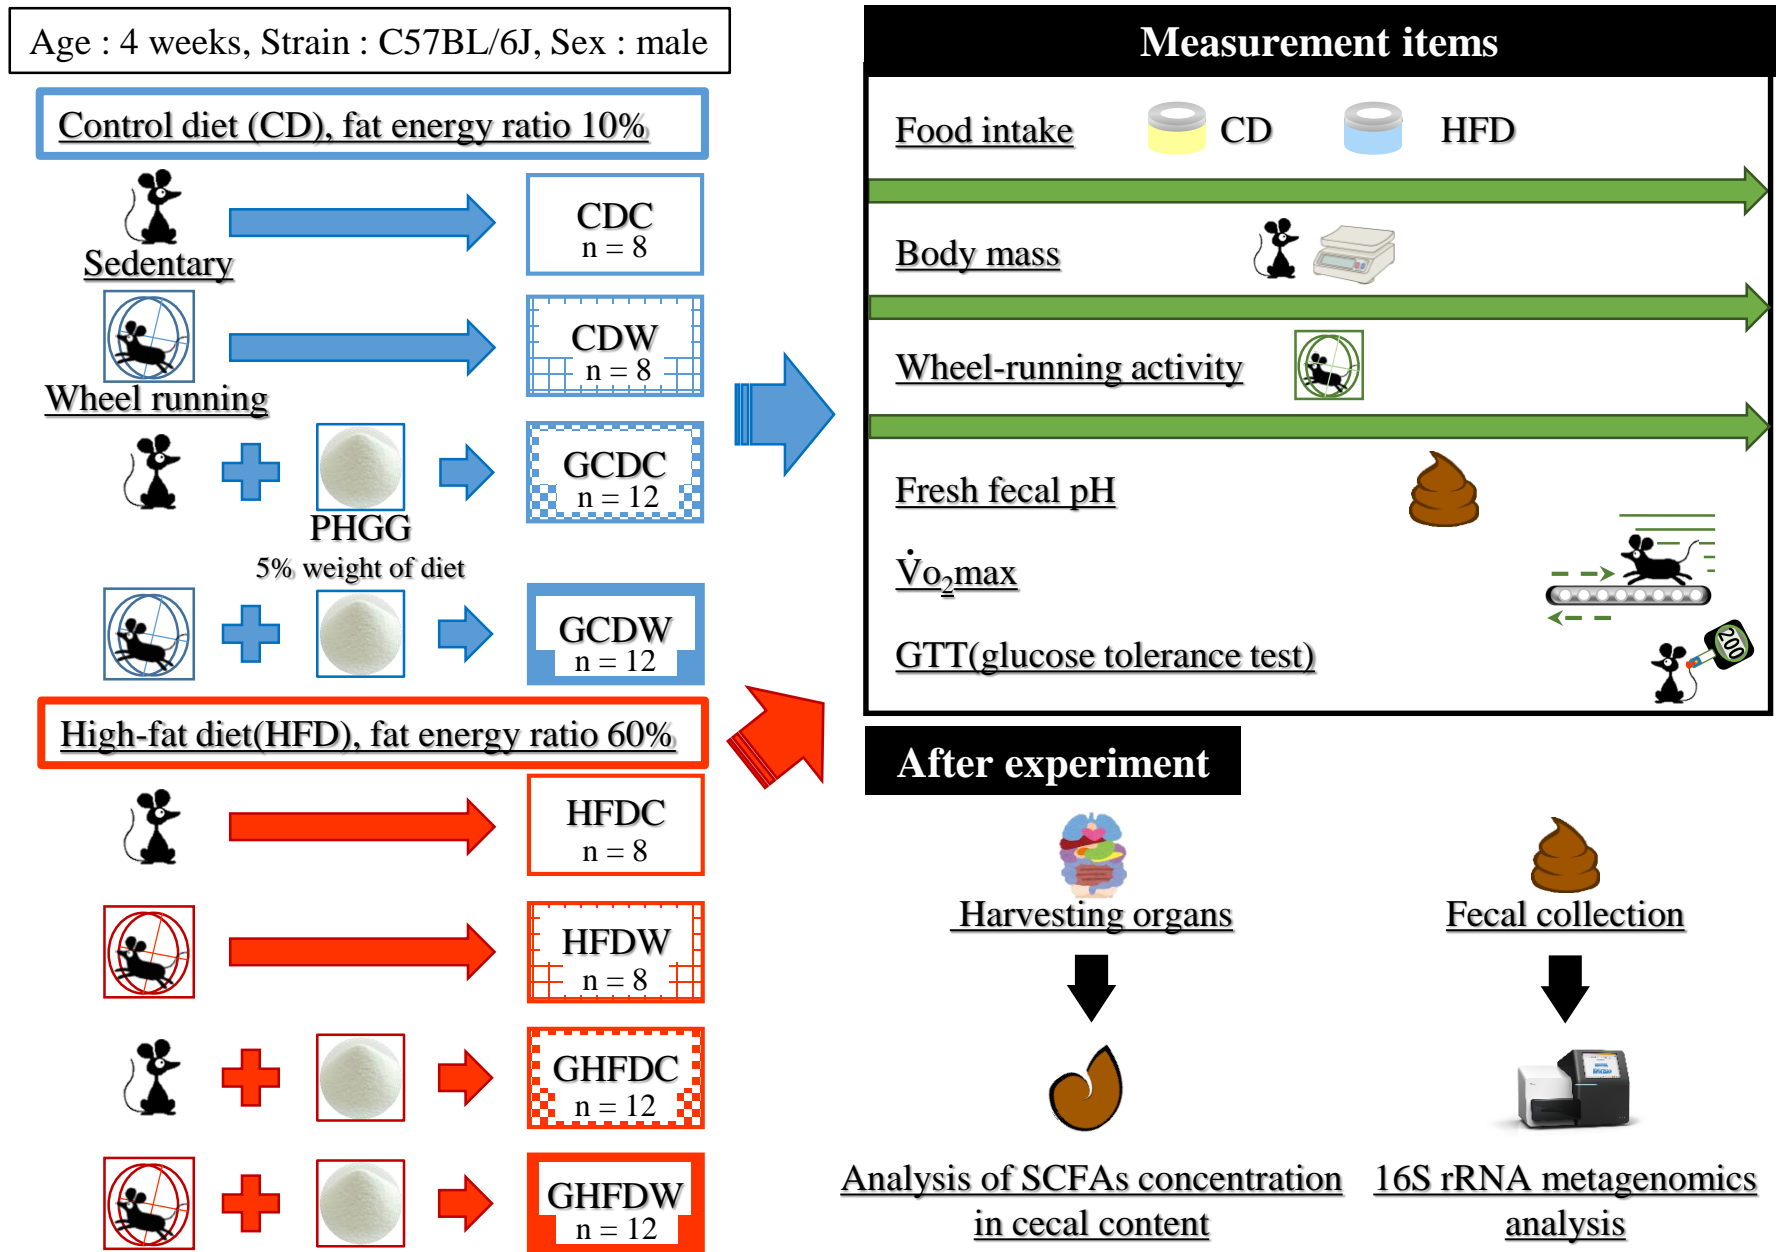 Age : 4 weeks, Strain : C57BL/6J, Sex : male
Control diet (CD), fat energy ratio 10%
Sedentary
CDC
n = 8
Wheel running
CDW
n = 8
GCDC
n = 12
PHGG
5% weight of diet
GCDW
n = 12
High-fat diet(HFD), fat energy ratio 60%
HFDC
n = 8
HFDW
n = 8
GHFDC
n = 12
GHFDW
n = 12
Measurement items
Food intake CD HFD
Body mass
Wheel-running activity
Fresh fecal pH
V̇o₂max
GTT(glucose tolerance test)
200
After experiment
Harvesting organs
Fecal collection
Analysis of SCFAs concentration
in cecal content
16S rRNA metagenomics
analysis